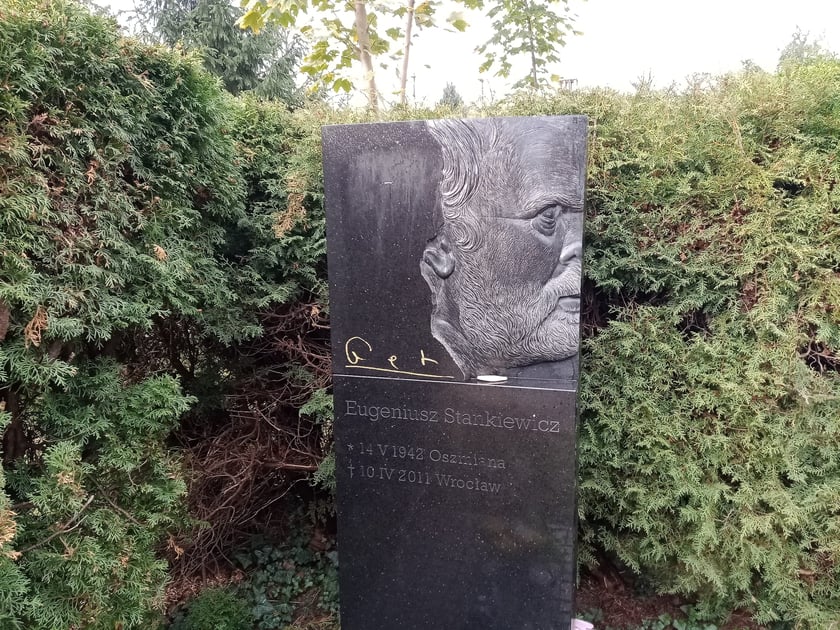 Get
Eugeniusz Stankiewicz
* 14 V 1942 Oszmiana
† 10 IV 2011 Wrocław